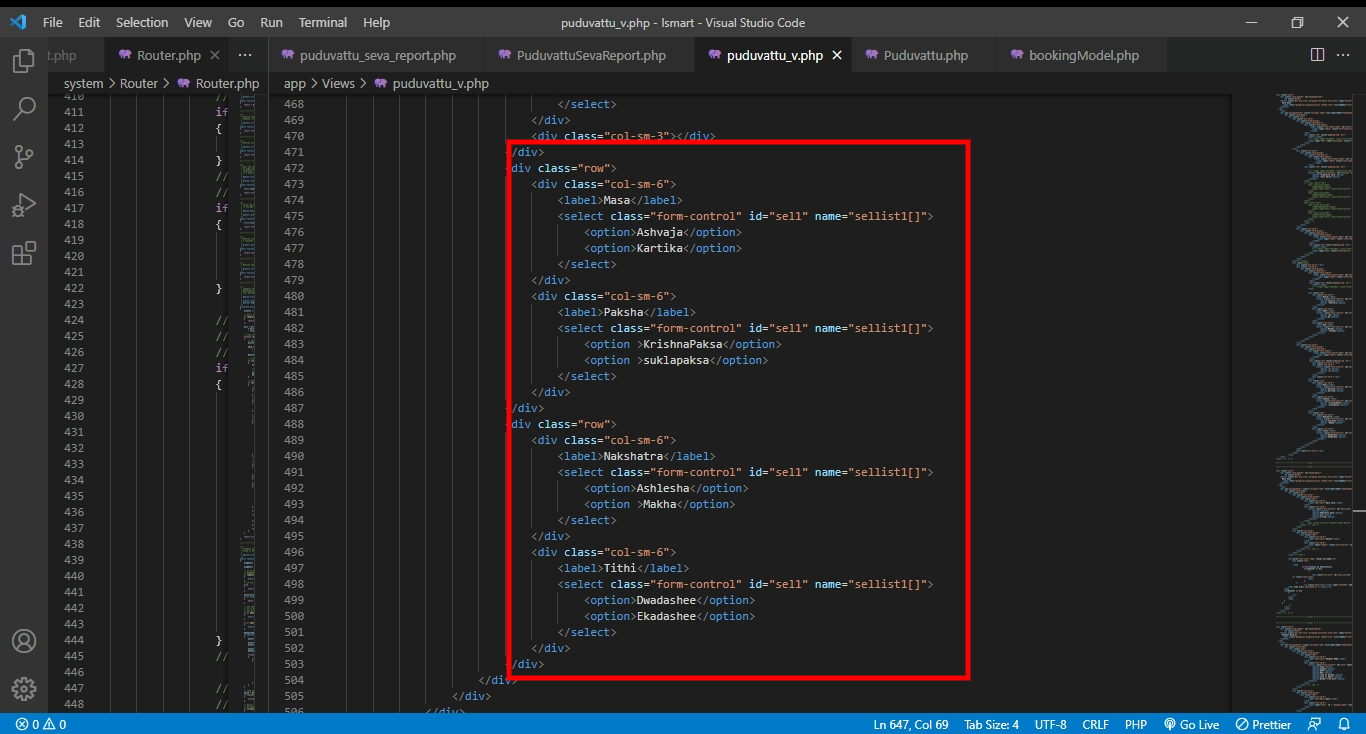 File Edit Selection View Go Run Terminal Help
puduvattu_v.php - Ismart - Visual Studio Code
t.php Router.php × ···
puduvattu_seva_report.php PuduvattuSevaReport.php puduvattu_v.php × Puduvattu.php bookingModel.php ···
system > Router > Router.php
app > Views > puduvattu_v.php
410 //
411 if
412 {
413
414 }
415 //
416 //
417 if
418 {
419
420
421
422 }
423
424 //
425 //
426 //
427 if
428 {
429
430
431
432
433
434
435
436
437
438
439
440
441
442
443
444 }
445 //
446
447 //
448 //
468 </select>
469 </div>
470 <div class="col-sm-3"></div>
471 /div>
472 div class="row">
473 <div class="col-sm-6">
474 <label>Masa</label>
475 <select class="form-control" id="sel1" name="sellist1[]">
476 <option>Ashvaja</option>
477 <option>Kartika</option>
478 </select>
479 </div>
480 <div class="col-sm-6">
481 <label>Paksha</label>
482 <select class="form-control" id="sel1" name="sellist1[]">
483 <option >KrishnaPaksa</option>
484 <option >suklapaksa</option>
485 </select>
486 </div>
487 /div>
488 div class="row">
489 <div class="col-sm-6">
490 <label>Nakshatra</label>
491 <select class="form-control" id="sel1" name="sellist1[]">
492 <option>Ashlesha</option>
493 <option >Makha</option>
494 </select>
495 </div>
496 <div class="col-sm-6">
497 <label>Tithi</label>
498 <select class="form-control" id="sel1" name="sellist1[]">
499 <option>Dwadashee</option>
500 <option>Ekadashee</option>
501 </select>
502 </div>
503 /div>
504 </div>
505 </div>
506 </div>
0 0 Ln 647, Col 69 Tab Size: 4 UTF-8 CRLF PHP Go Live Prettier